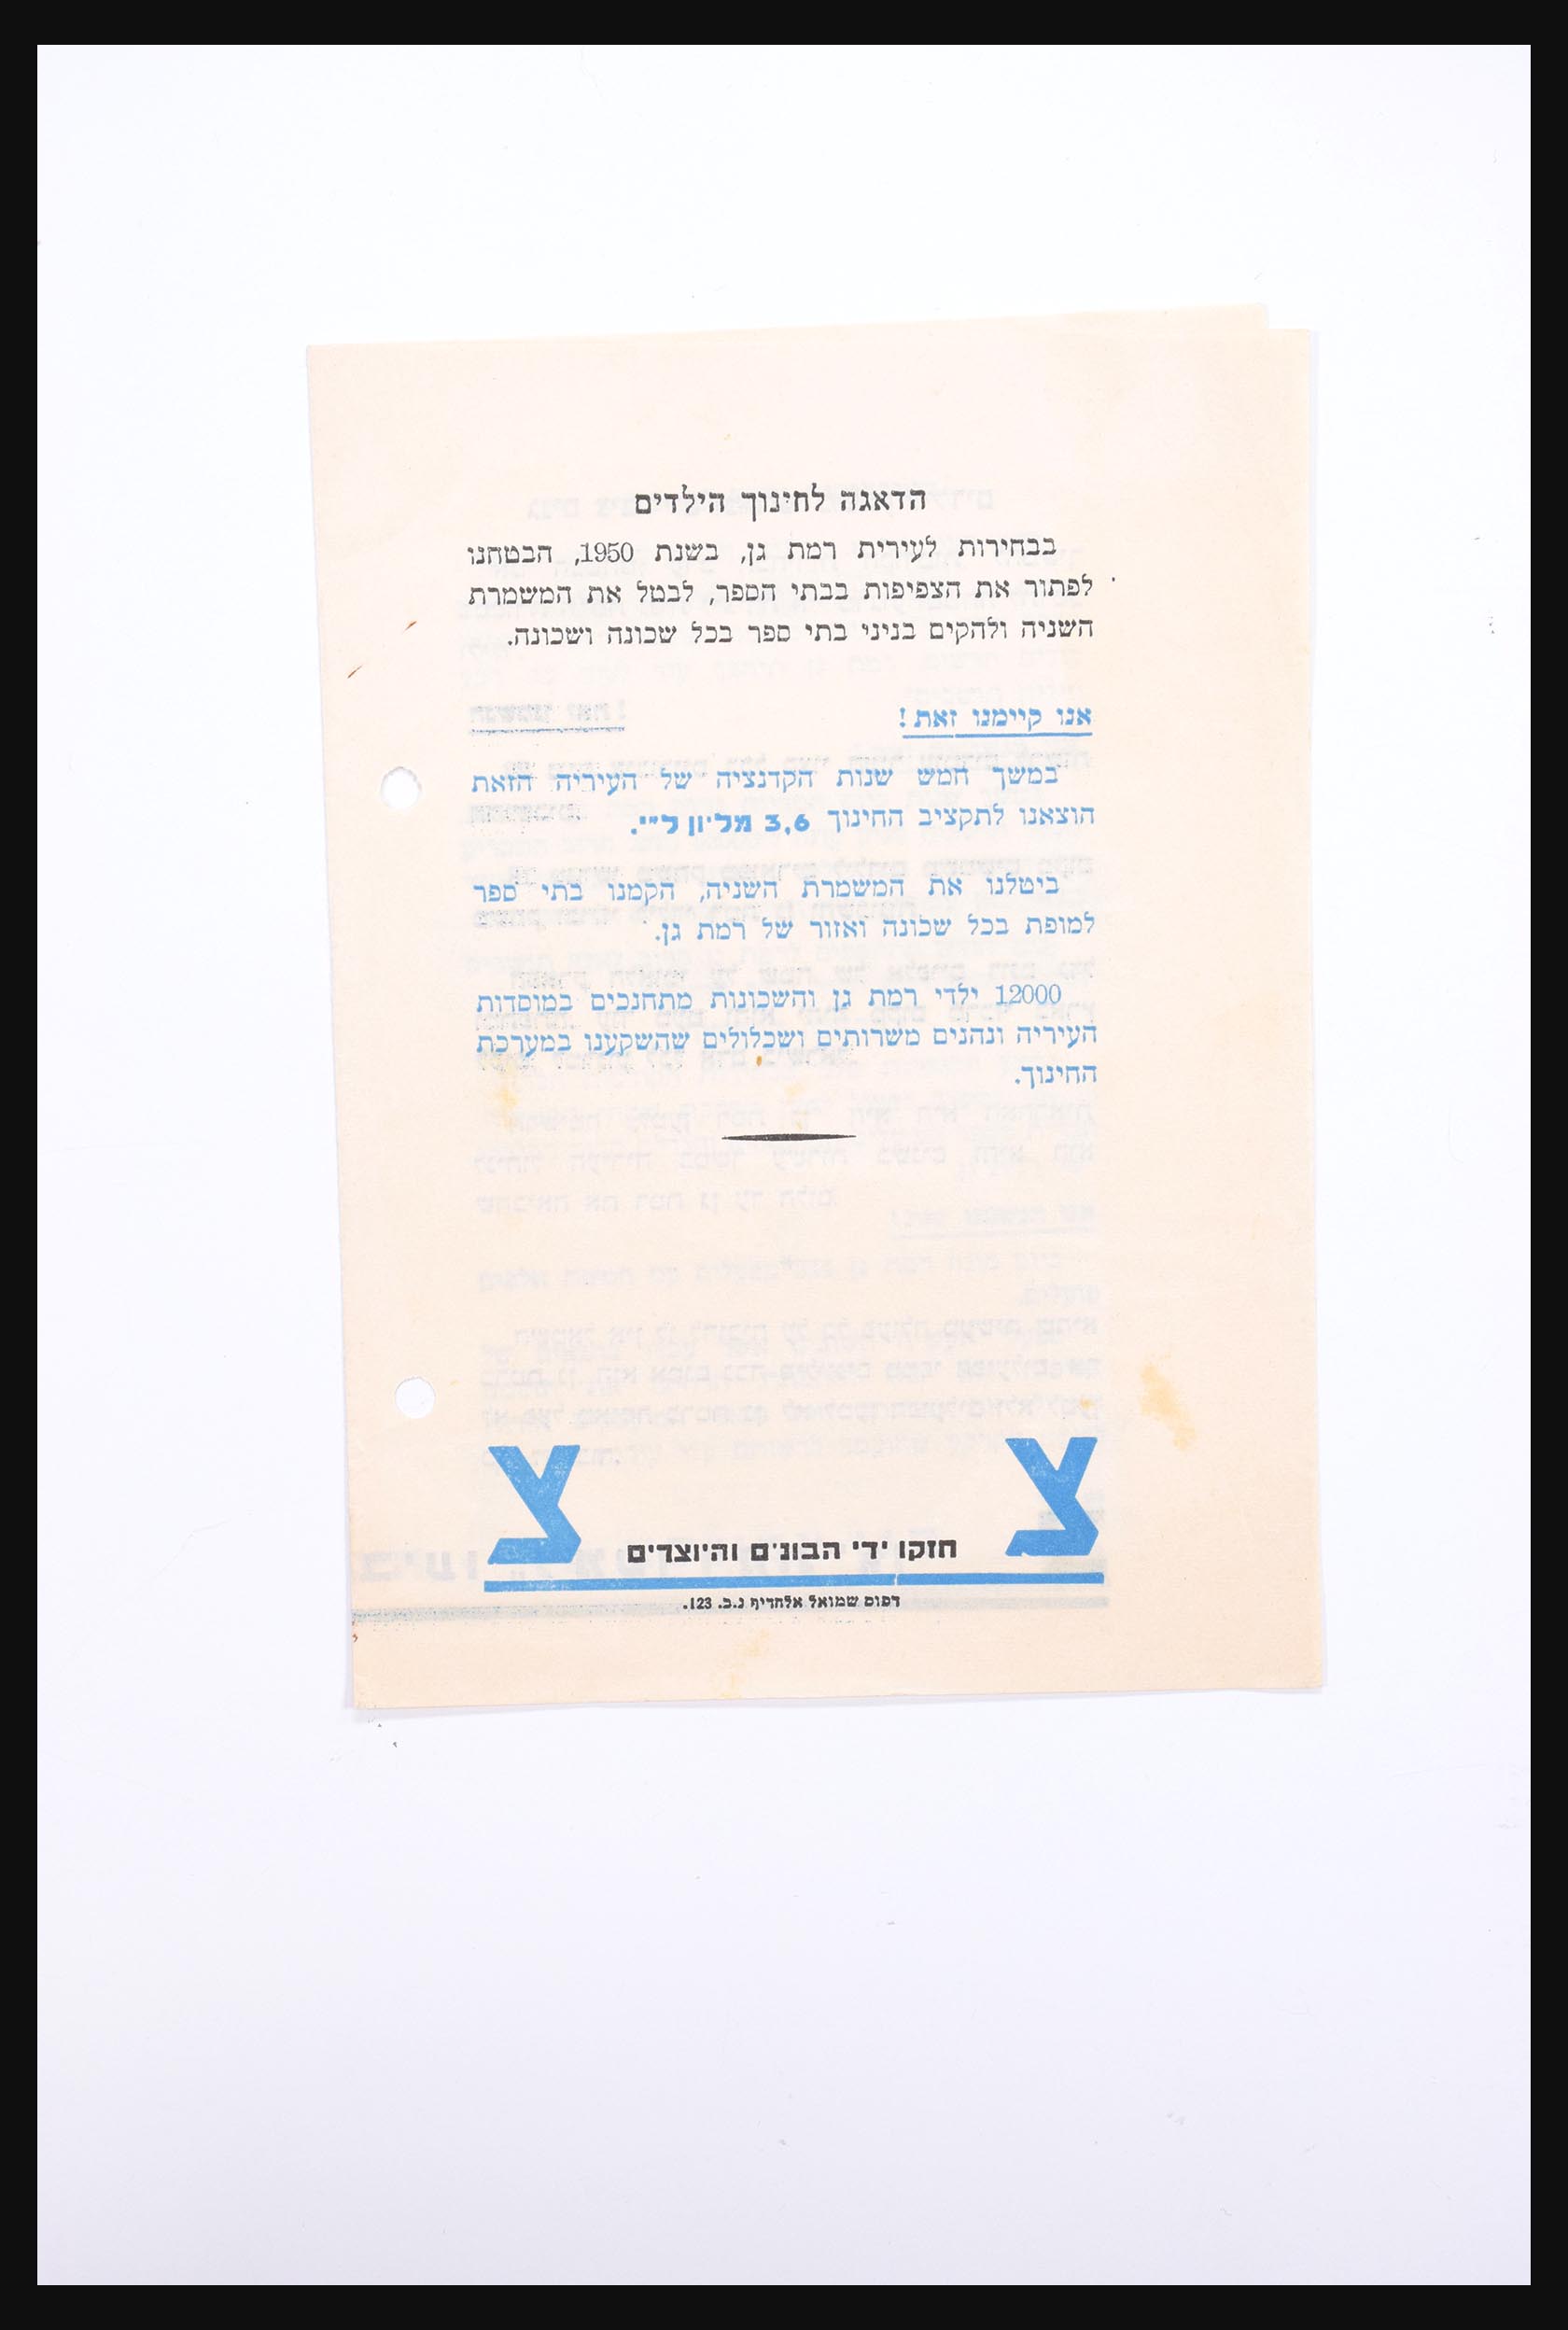 הדאגה לחינוך הילדים
בבחירות לעירית רמת גן, בשנת 1950, הבטחנו
לפתור את הצפיפות בבתי הספר, לבטל את המשמרת
השניה ולהקים בניני בתי ספר בכל שכונה ושכונה.
אנו קיימנו זאת !
במשך חמש שנות הקדנציה של העיריה הזאת
הוצאנו לתקציב החינוך 3,6 מליון ל"י.
ביטלנו את המשמרת השניה, הקמנו בתי ספר
למופת בכל שכונה ואזור של רמת גן.
12000 ילדי רמת גן והשכונות מתחנכים במוסדות
העיריה ונהנים משרותים ושכלולים שהשקענו במערכת
החינוך.
צ צ
חזקו ידי הבונים והיוצרים
דפוס שמואל אלחדיף נ.ב. 123.